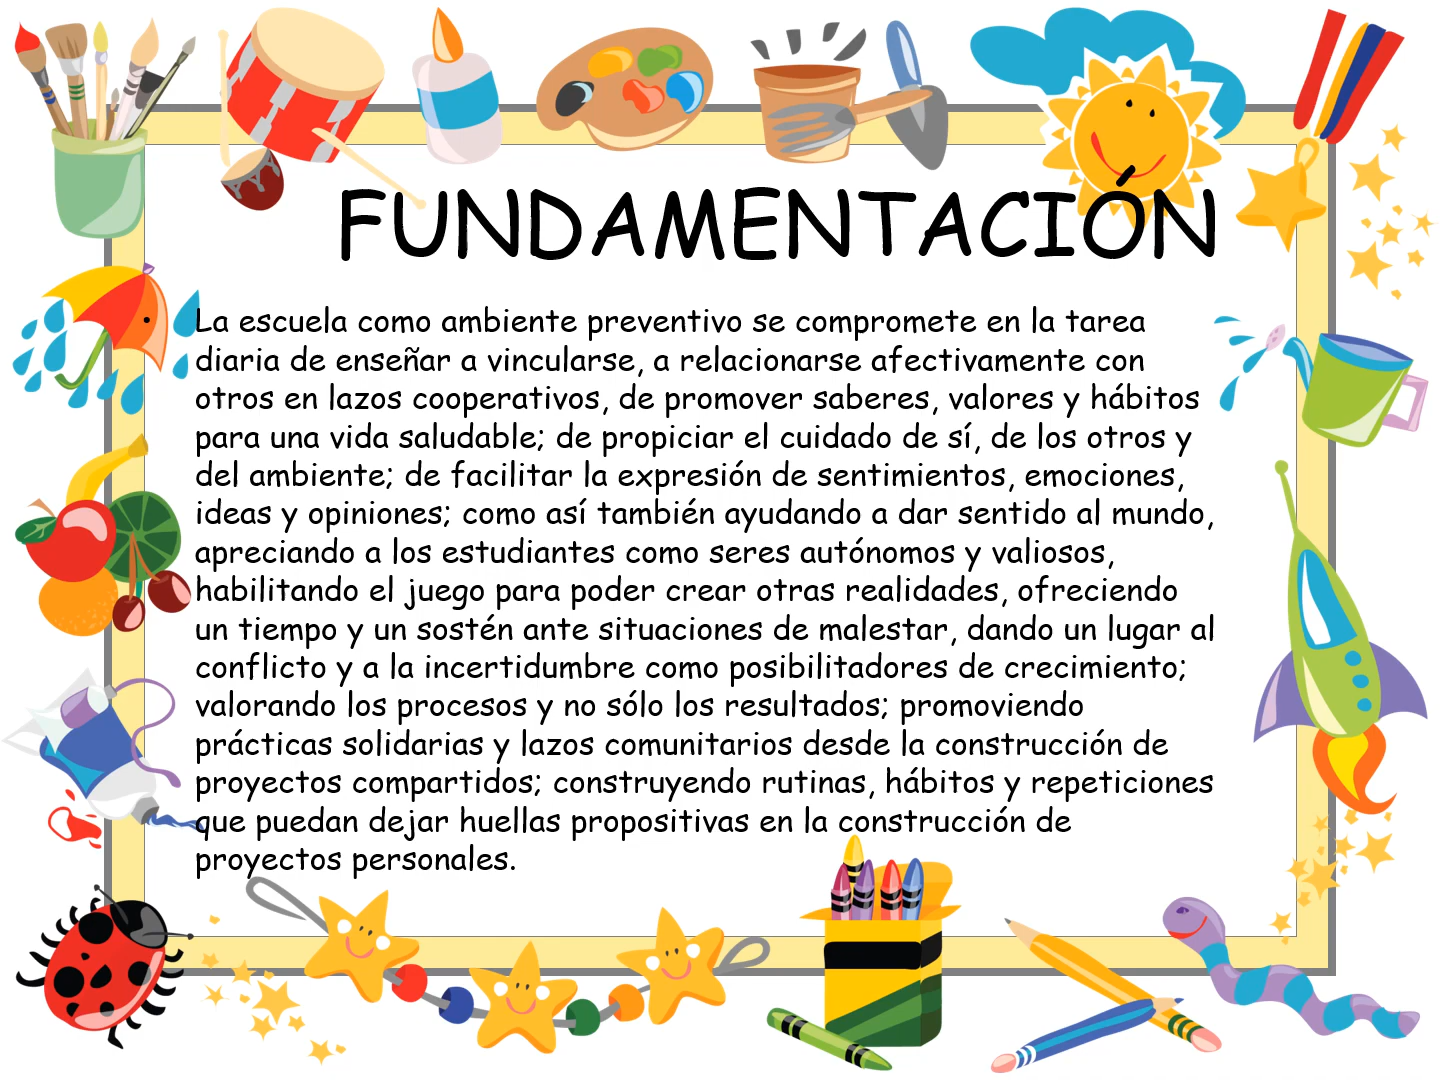 FUNDAMENTACIÓN
La escuela como ambiente preventivo se compromete en la tarea
diaria de enseñar a vincularse, a relacionarse afectivamente con
otros en lazos cooperativos, de promover saberes, valores y hábitos
para una vida saludable; de propiciar el cuidado de sí, de los otros y
del ambiente; de facilitar la expresión de sentimientos, emociones,
ideas y opiniones; como así también ayudando a dar sentido al mundo,
apreciando a los estudiantes como seres autónomos y valiosos,
habilitando el juego para poder crear otras realidades, ofreciendo
un tiempo y un sostén ante situaciones de malestar, dando un lugar al
conflicto y a la incertidumbre como posibilitadores de crecimiento;
valorando los procesos y no sólo los resultados; promoviendo
prácticas solidarias y lazos comunitarios desde la construcción de
proyectos compartidos; construyendo rutinas, hábitos y repeticiones
que puedan dejar huellas propositivas en la construcción de
proyectos personales.